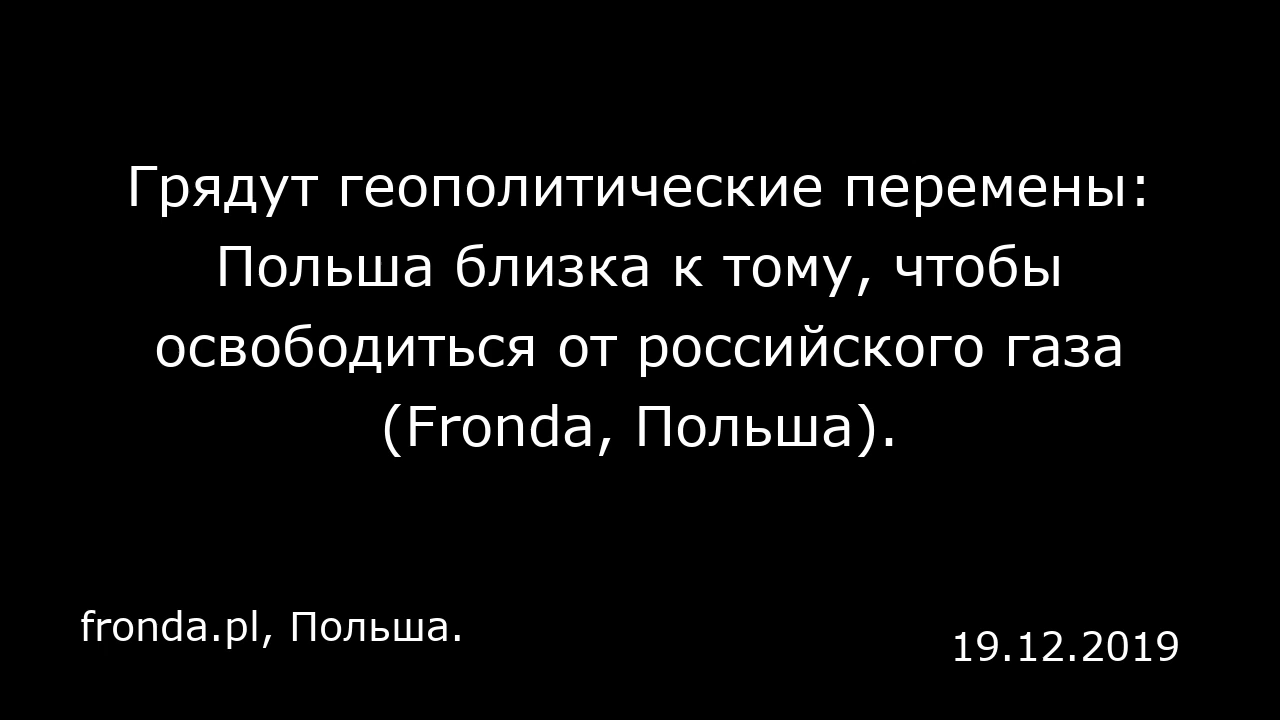 Грядут геополитические перемены:
Польша близка к тому, чтобы
освободиться от российского газа
(Fronda, Польша).
fronda.pl, Польша.
19.12.2019